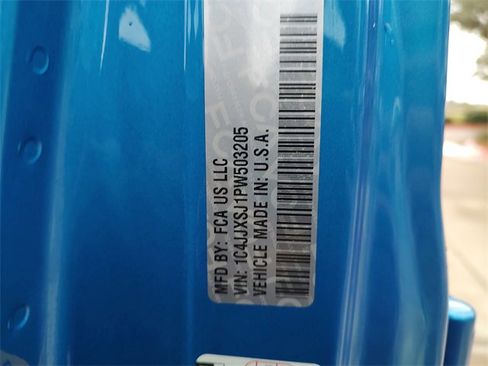 MFD BY: FCA US LLC
VIN: 1C4JJXSJ1PW503205
VEHICLE MADE IN: U.S.A.